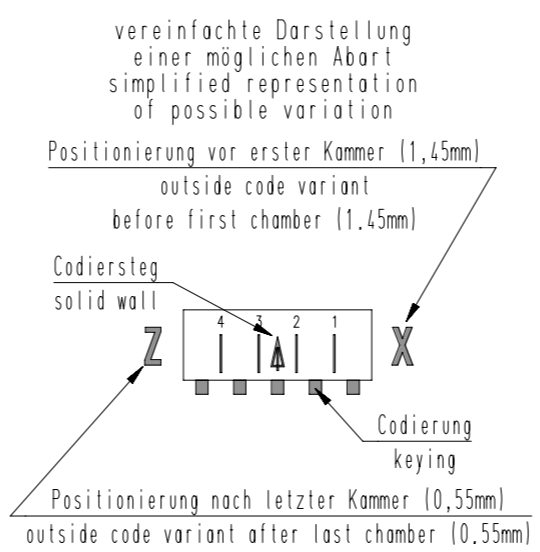 vereinfachte Darstellung
einer möglichen Abart
simplified representation
of possible variation
Positionierung vor erster Kammer (1,45mm)
outside code variant
before first chamber (1,45mm)
Codiersteg
solid wall
Z
4 3 2 1
X
Codierung
keying
Positionierung nach letzter Kammer (0,55mm)
outside code variant after last chamber (0,55mm)